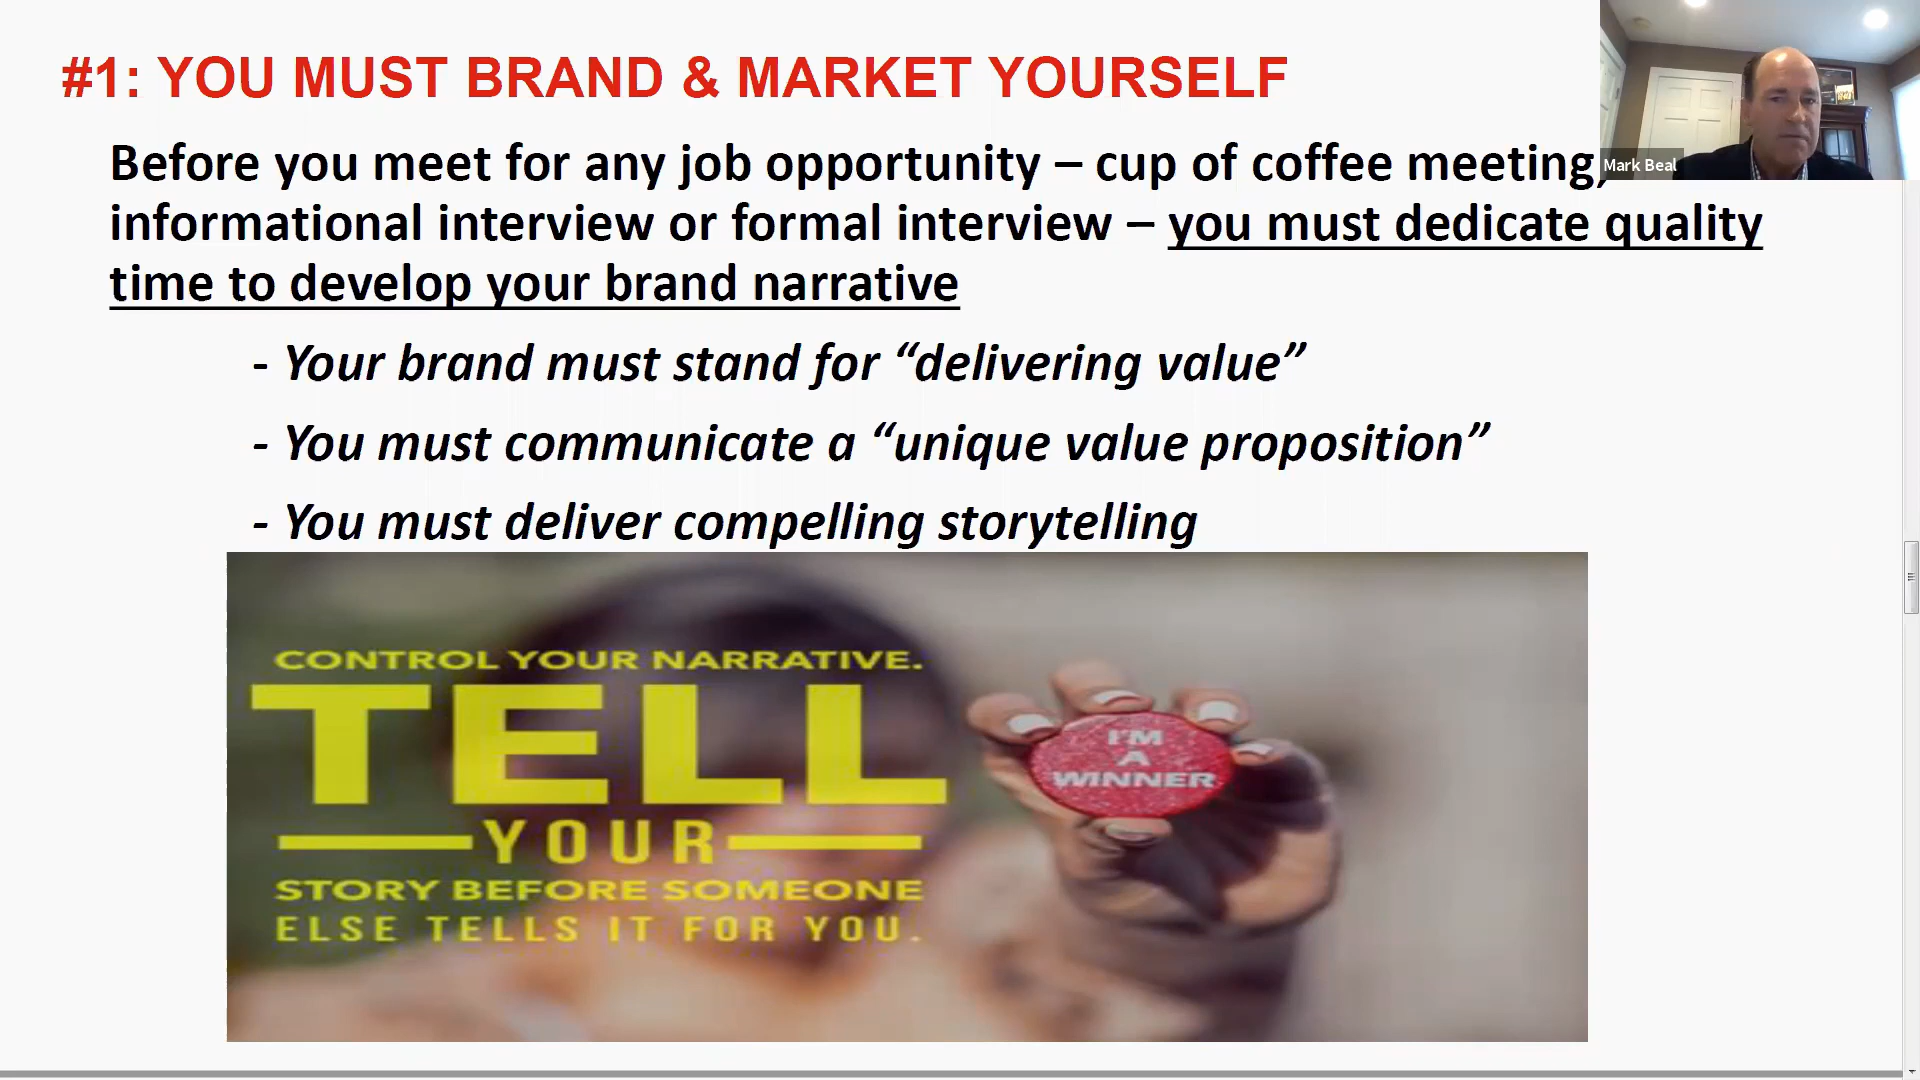 #1: YOU MUST BRAND & MARKET YOURSELF
Before you meet for any job opportunity – cup of coffee meeting,
informational interview or formal interview – you must dedicate quality
time to develop your brand narrative
- Your brand must stand for “delivering value”
- You must communicate a “unique value proposition”
- You must deliver compelling storytelling
Mark Beal
CONTROL YOUR NARRATIVE.
TELL
YOUR
STORY BEFORE SOMEONE
ELSE TELLS IT FOR YOU.
I'M
A
WINNER